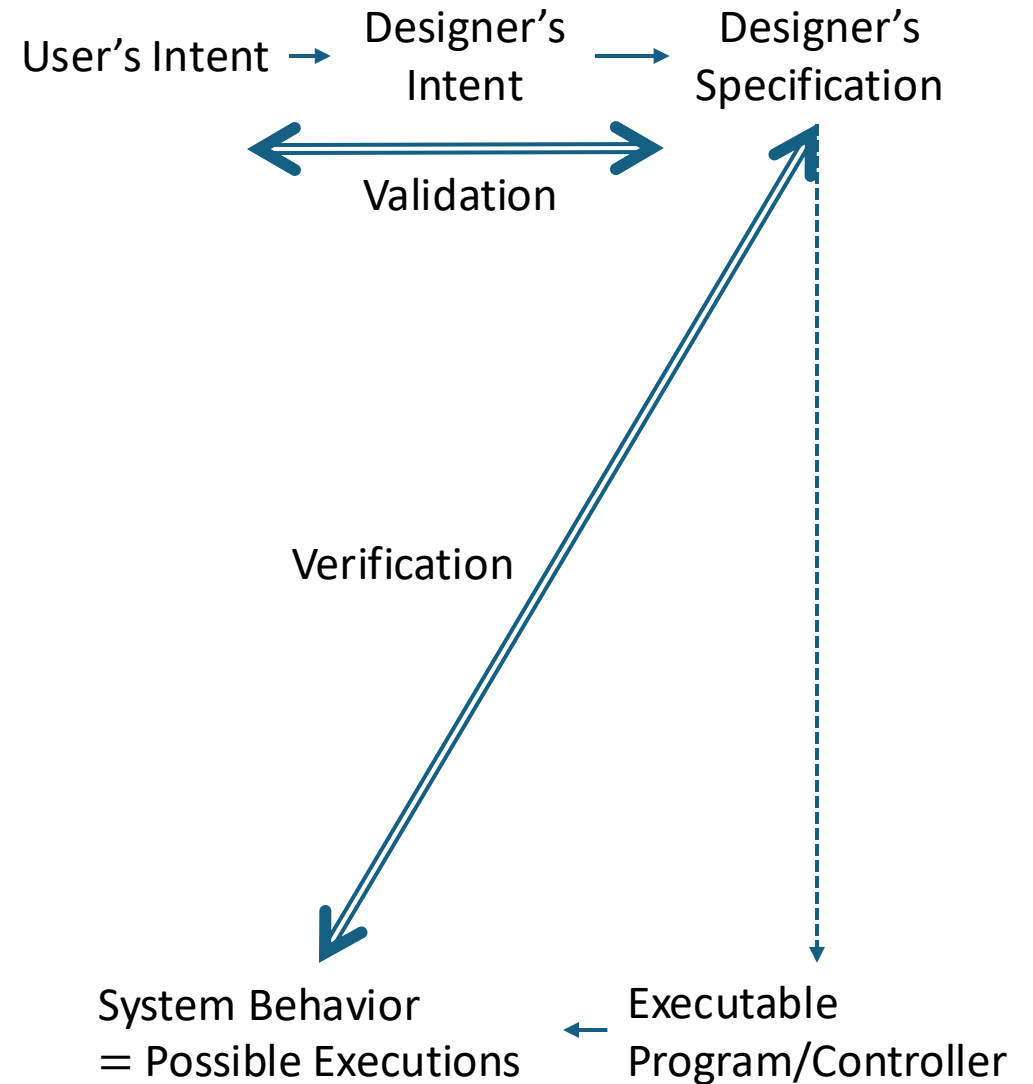 User’s Intent
Designer’s
Intent
Designer’s
Specification
Validation
Verification
System Behavior
= Possible Executions
Executable
Program/Controller